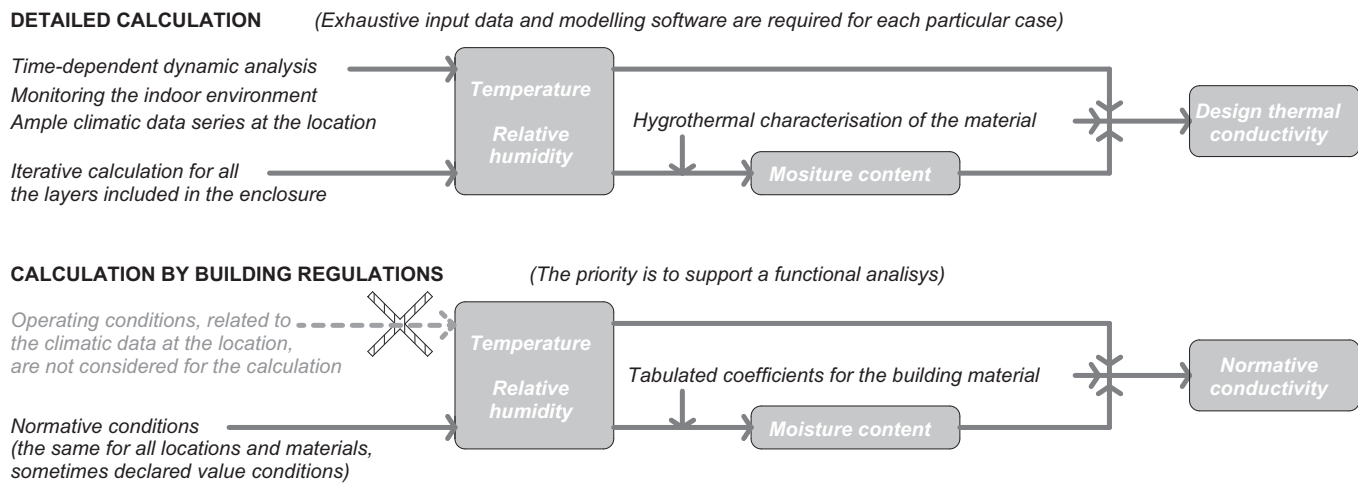 DETAILED CALCULATION (Exhaustive input data and modelling software are required for each particular case)
Time-dependent dynamic analysis
Monitoring the indoor environment
Ample climatic data series at the location
Iterative calculation for all
the layers included in the enclosure
Temperature
Relative
humidity
Hygrothermal characterisation of the material
Mositure content
Design thermal
conductivity
CALCULATION BY BUILDING REGULATIONS (The priority is to support a functional analisys)
Operating conditions, related to
the climatic data at the location,
are not considered for the calculation
Normative conditions
(the same for all locations and materials,
sometimes declared value conditions)
Temperature
Relative
humidity
Tabulated coefficients for the building material
Moisture content
Normative
conductivity